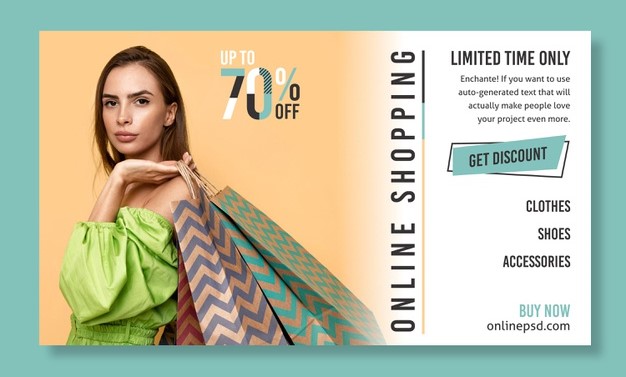 UP TO
70%
OFF
ONLINE SHOPPING
LIMITED TIME ONLY
Enchante! If you want to use
auto-generated text that will
actually make people love
your project even more.
GET DISCOUNT
CLOTHES
SHOES
ACCESSORIES
BUY NOW
onlinepsd.com